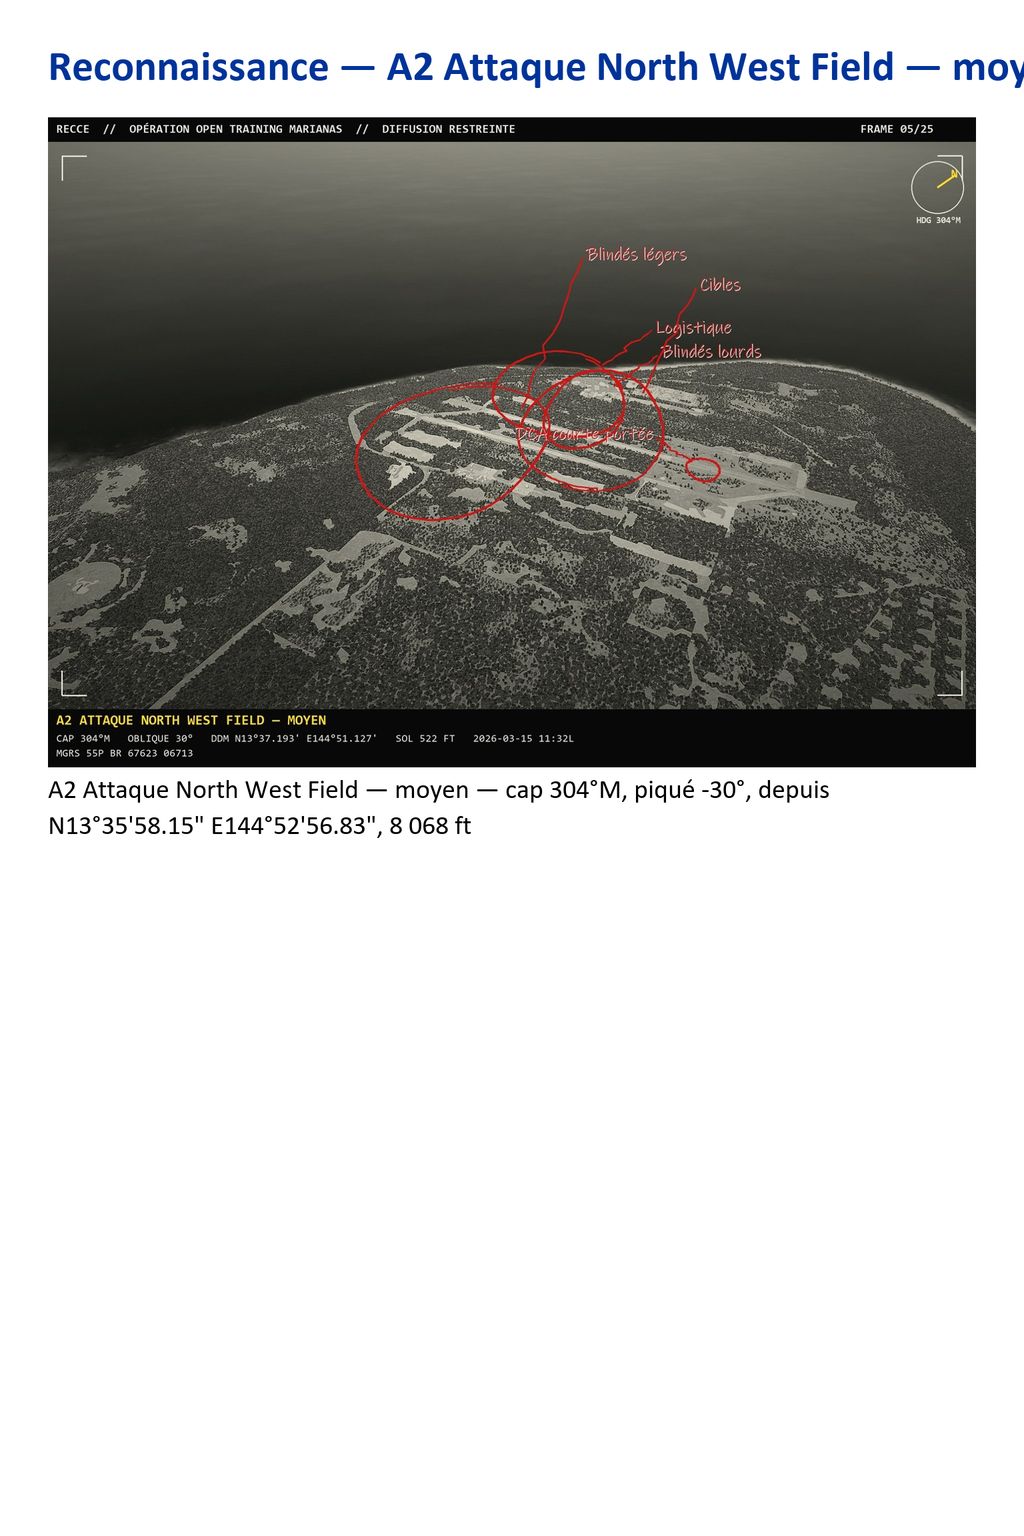 Reconnaissance — A2 Attaque North West Field — moy
RECCE // OPÉRATION OPEN TRAINING MARIANAS // DIFFUSION RESTREINTE FRAME 05/25
N
HDG 304°M
Blindés légers
Cibles
Logistique
Blindés lourds
DCA courte portée
A2 ATTAQUE NORTH WEST FIELD — MOYEN
CAP 304°M OBLIQUE 30° DDM N13°37.193' E144°51.127' SOL 522 FT 2026-03-15 11:32L
MGRS 55P BR 67623 06713
A2 Attaque North West Field — moyen — cap 304°M, piqué -30°, depuis
N13°35'58.15" E144°52'56.83", 8 068 ft